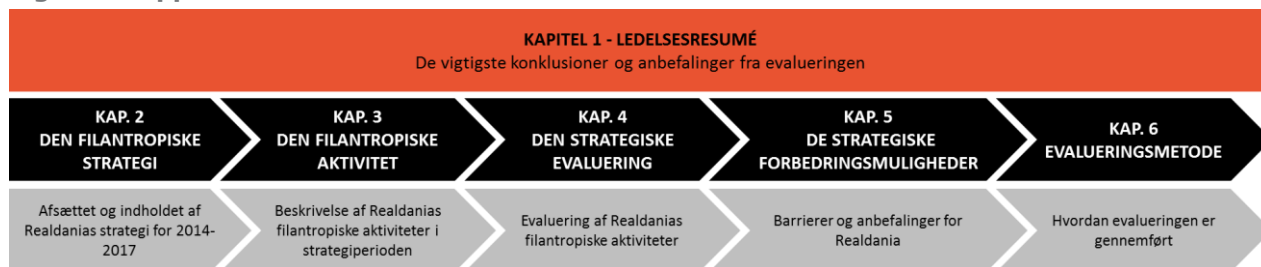 KAPITEL 1 - LEDELSESRESUMÉ
De vigtigste konklusioner og anbefalinger fra evalueringen
KAP. 2
DEN FILANTROPISKE
STRATEGI
KAP. 3
DEN FILANTROPISKE
AKTIVITET
KAP. 4
DEN STRATEGISKE
EVALUERING
KAP. 5
DE STRATEGISKE
FORBEDRINGSMULIGHEDER
KAP. 6
EVALUERINGSMETODE
Afsættet og indholdet af
Realdanias strategi for 2014-
2017
Beskrivelse af Realdanias
filantropiske aktiviteter i
strategiperioden
Evaluering af Realdanias
filantropiske aktiviteter
Barrierer og anbefalinger for
Realdania
Hvordan evalueringen er
gennemført